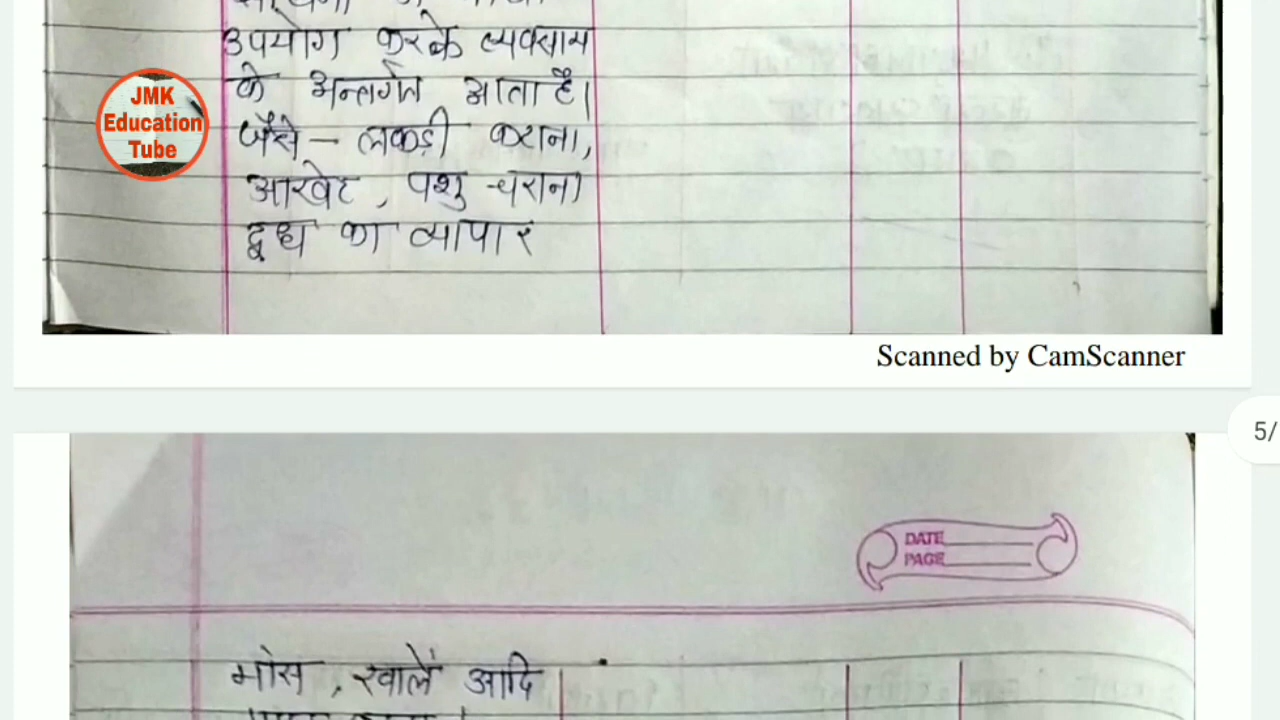 उपयोग करके व्यवसाय
के अन्तर्गत आता है।
जैसे – लकड़ी काटना,
आखेट, पशु चराना
दूध का व्यापार
JMK
Education
Tube
Scanned by CamScanner
5/
DATE
PAGE
मांस, खालें आदि